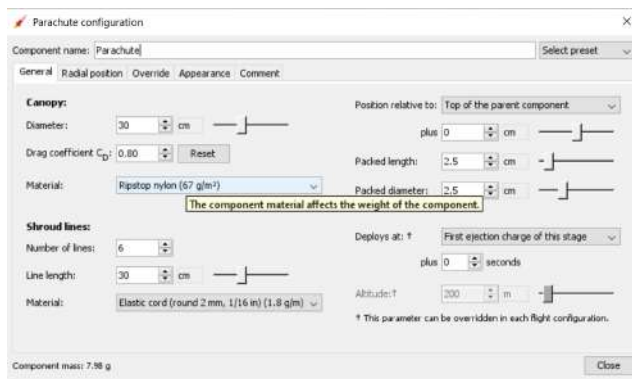 Parachute configuration
Component name: Parachute Select preset
General Radial position Override Appearance Comment
Canopy:
Diameter: 30 cm
Drag coefficient CD: 0.80 Reset
Material: Ripstop nylon (67 g/m²)
The component material affects the weight of the component.
Shroud lines:
Number of lines: 6
Line length: 30 cm
Material: Elastic cord (round 2 mm, 1/16 in) (1.8 g/m)
Position relative to: Top of the parent component
plus 0 cm
Packed length: 2.5 cm
Packed diameter: 2.5 cm
Deploys at: † First ejection charge of this stage
plus 0 seconds
Altitude:† 200 m
† This parameter can be overridden in each flight configuration.
Component mass: 7.98 g Close